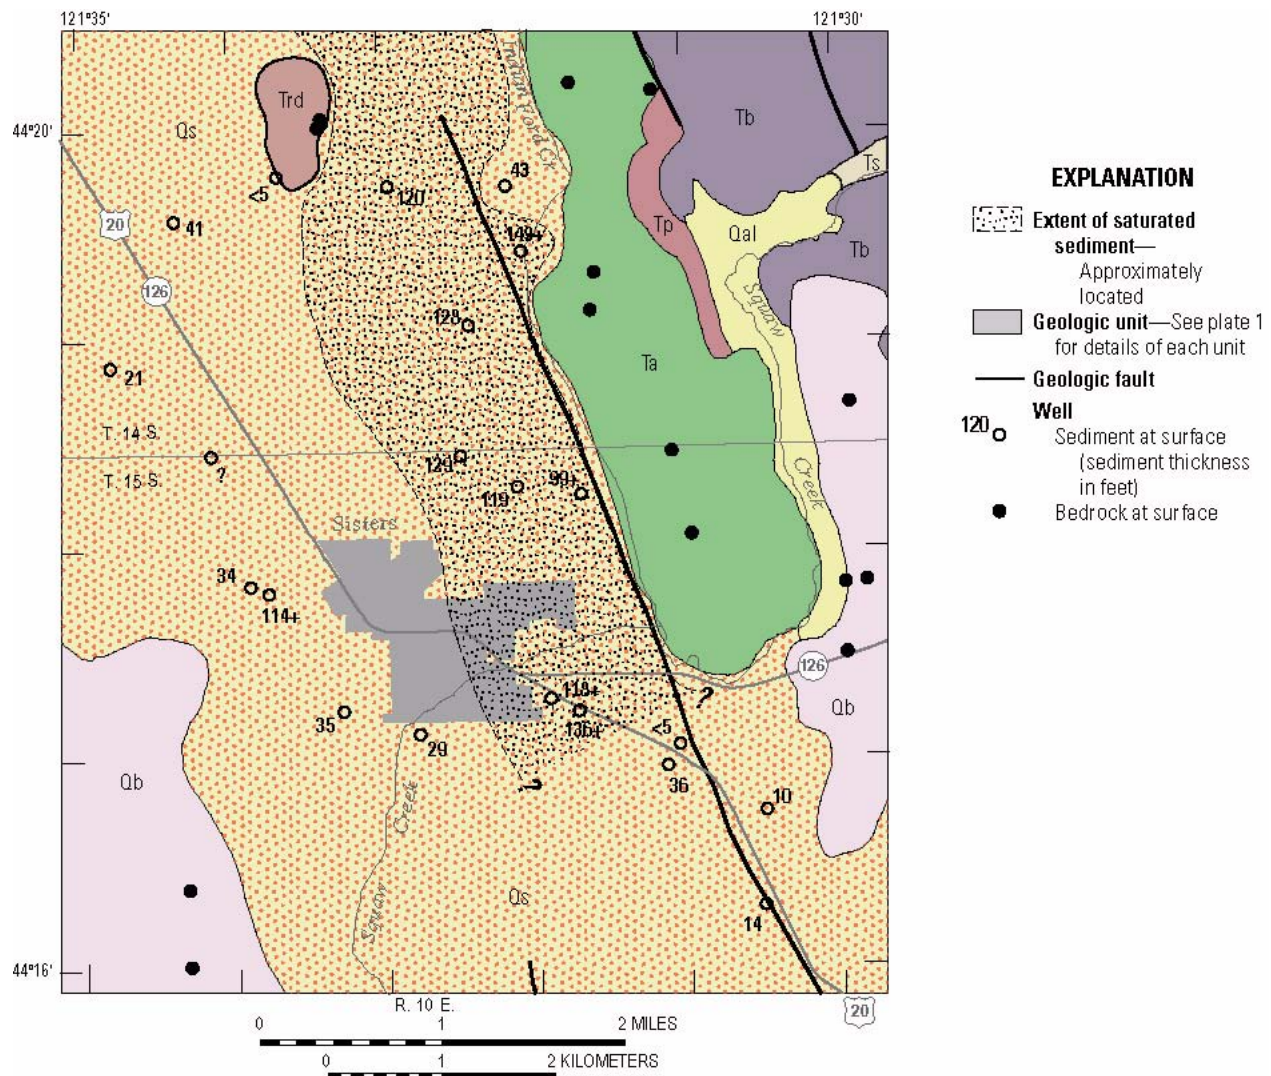 121°35'
121°30'
Indian Ford Cr
Trd
Tb
44°20'
Qs
Ts
43
<5
120
20
41
149+
Tp
Qal
Tb
126
Squaw
128
Ta
21
T. 14 S.
129
?
T. 15 S.
119
99+
Creek
Sisters
34
114+
126
?
118+
Qb
35
136+
<5
29
36
Qb
?
10
Creek
Qs
14
Squaw
44°16'
R. 10 E.
20
0 1 2 MILES
0 1 2 KILOMETERS
EXPLANATION
Extent of saturated
sediment—
Approximately
located
Geologic unit—See plate 1
for details of each unit
Geologic fault
Well
120
Sediment at surface
(sediment thickness
in feet)
Bedrock at surface